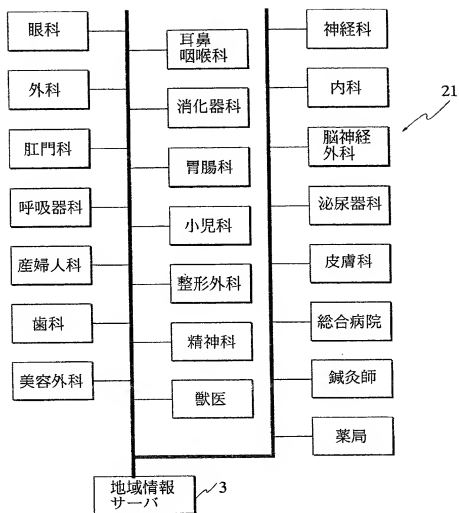 眼科
外科
肛門科
呼吸器科
産婦人科
歯科
美容外科
耳鼻
咽喉科
消化器科
胃腸科
小児科
整形外科
精神科
獣医
神経科
内科
脳神経
外科
泌尿器科
皮膚科
総合病院
鍼灸師
薬局
21
地域情報
サーバ
3